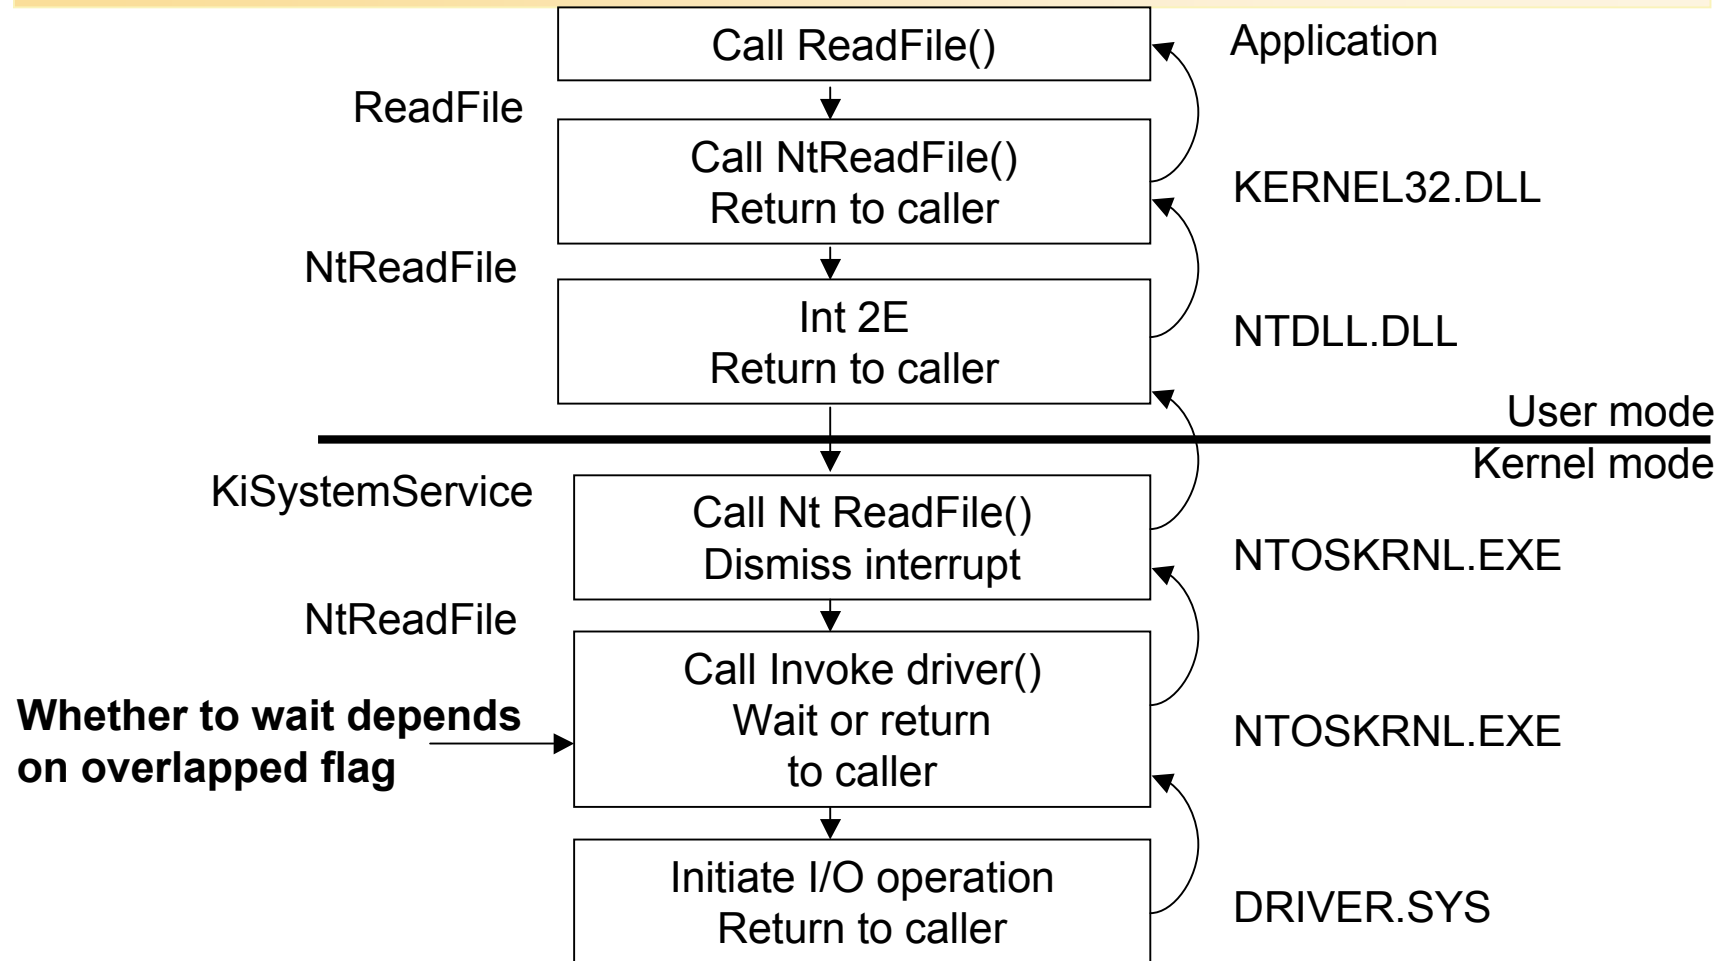 Call ReadFile()
Application
ReadFile
Call NtReadFile()
Return to caller
KERNEL32.DLL
NtReadFile
Int 2E
Return to caller
NTDLL.DLL
User mode
Kernel mode
KiSystemService
Call Nt ReadFile()
Dismiss interrupt
NTOSKRNL.EXE
NtReadFile
Call Invoke driver()
Wait or return
to caller
Whether to wait depends
on overlapped flag
NTOSKRNL.EXE
Initiate I/O operation
Return to caller
DRIVER.SYS